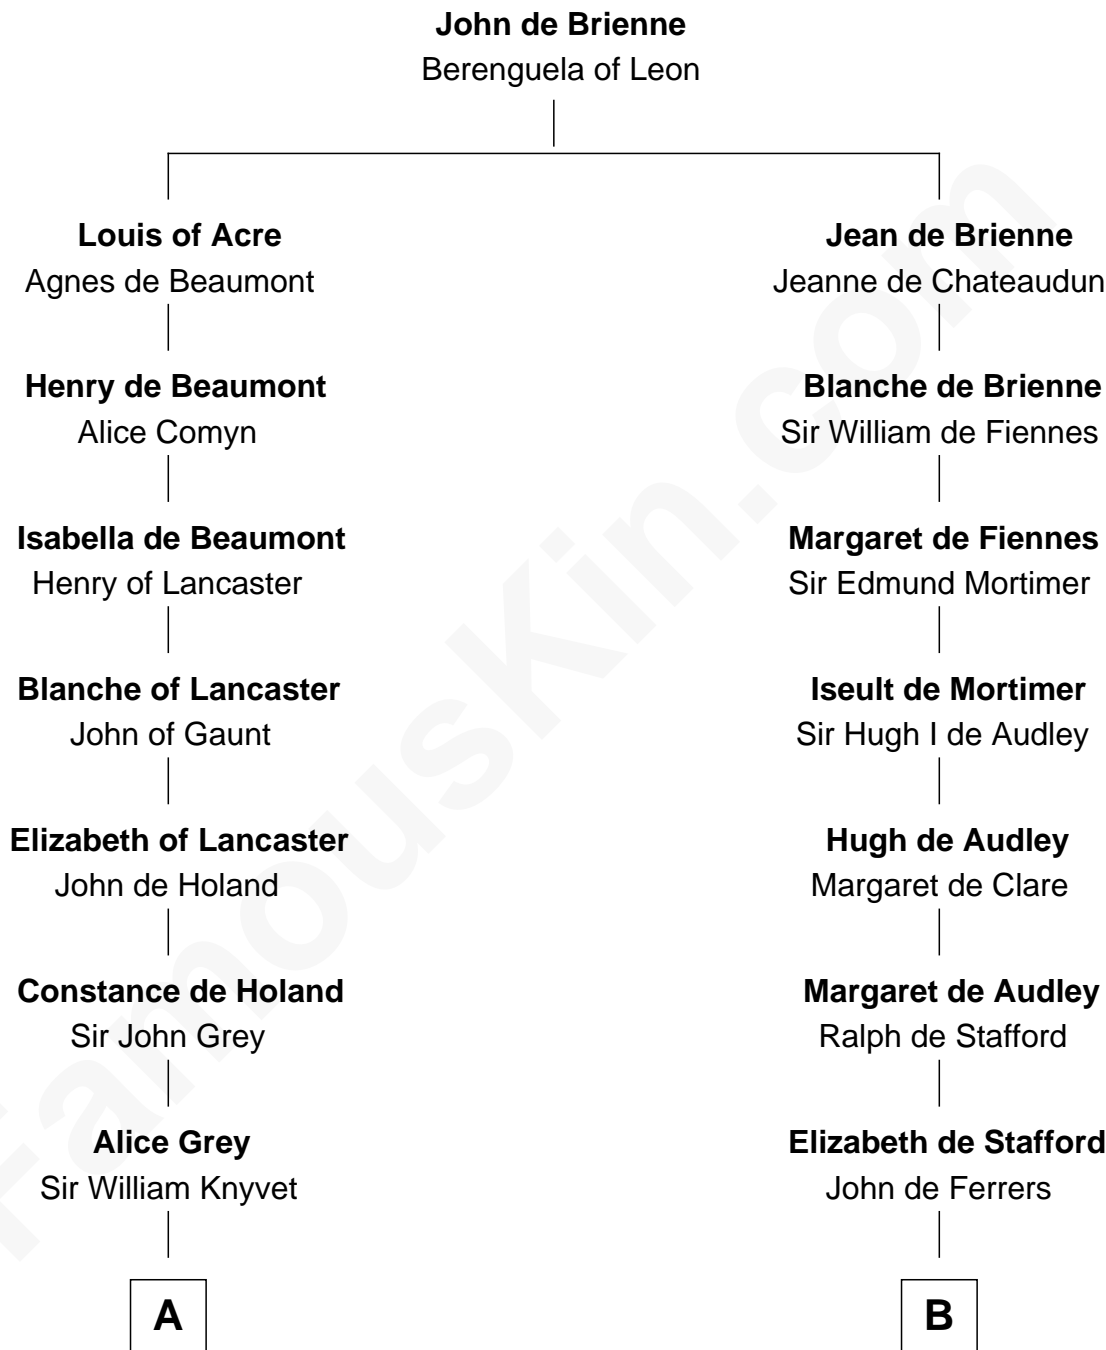 John de Brienne
Berenguela of Leon
Louis of Acre
Agnes de Beaumont
Jean de Brienne
Jeanne de Chateaudun
Henry de Beaumont
Alice Comyn
Blanche de Brienne
Sir William de Fiennes
Isabella de Beaumont
Henry of Lancaster
Margaret de Fiennes
Sir Edmund Mortimer
Blanche of Lancaster
John of Gaunt
Iseult de Mortimer
Sir Hugh I de Audley
Elizabeth of Lancaster
John de Holand
Hugh de Audley
Margaret de Clare
Constance de Holand
Sir John Grey
Margaret de Audley
Ralph de Stafford
Alice Grey
Sir William Knyvet
Elizabeth de Stafford
John de Ferrers
A
B
FamousKin.com